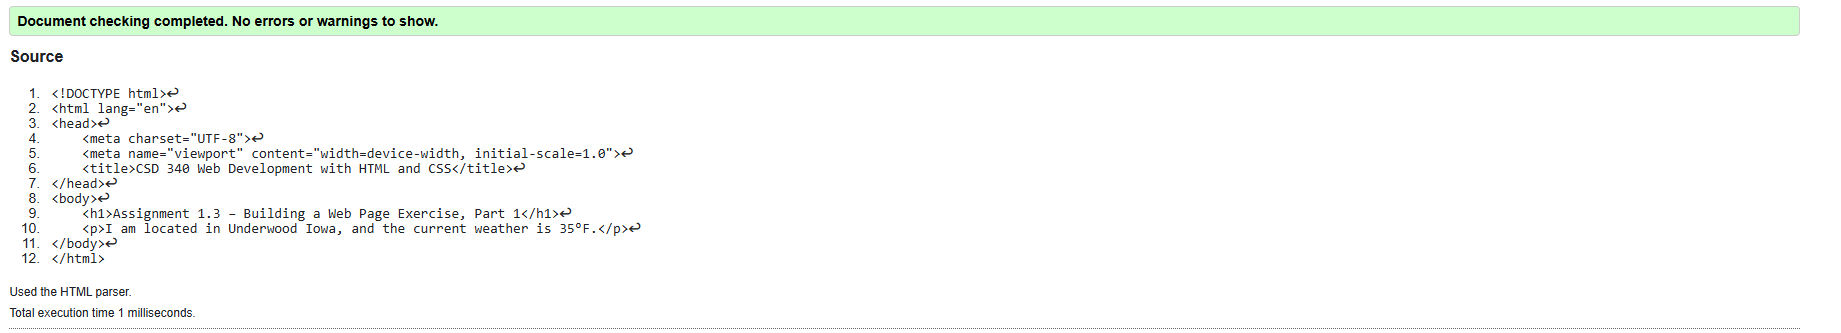 Document checking completed. No errors or warnings to show.
Source
1. <!DOCTYPE html>↩
2. <html lang="en">↩
3. <head>↩
4.     <meta charset="UTF-8">↩
5.     <meta name="viewport" content="width=device-width, initial-scale=1.0">↩
6.     <title>CSD 340 Web Development with HTML and CSS</title>↩
7. </head>↩
8. <body>↩
9.     <h1>Assignment 1.3 – Building a Web Page Exercise, Part 1</h1>↩
10.     <p>I am located in Underwood Iowa, and the current weather is 35°F.</p>↩
11. </body>↩
12. </html>
Used the HTML parser.
Total execution time 1 milliseconds.